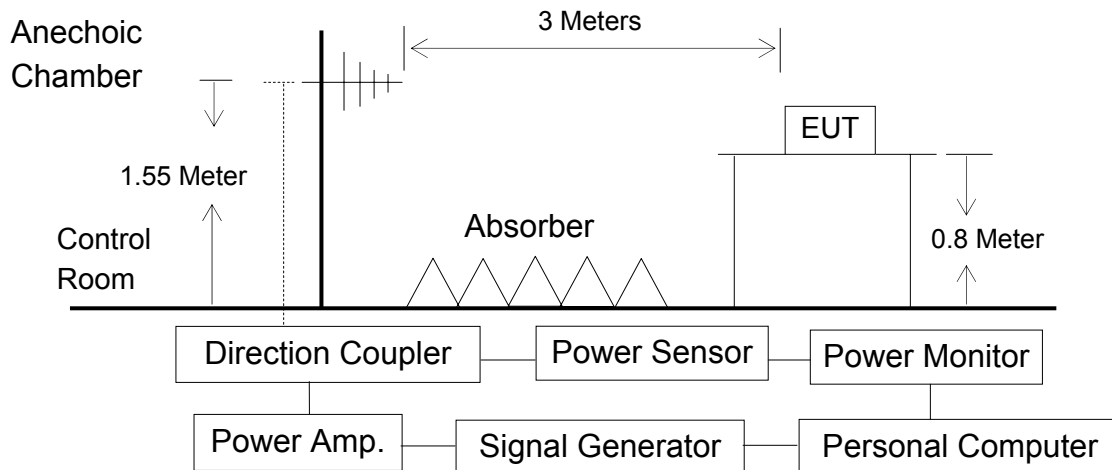 Anechoic
Chamber
3 Meters
EUT
1.55 Meter
Control
Room
Absorber
0.8 Meter
Direction Coupler
Power Sensor
Power Monitor
Power Amp.
Signal Generator
Personal Computer